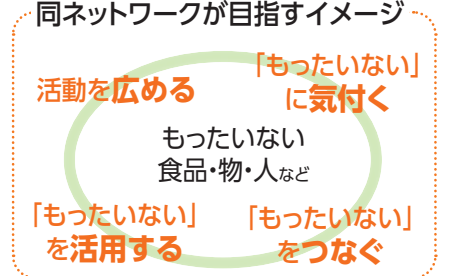 同ネットワークが目指すイメージ
活動を広める
「もったいない」
に気付く
もったいない
食品・物・人など
「もったいない」
を活用する
「もったいない」
をつなぐ